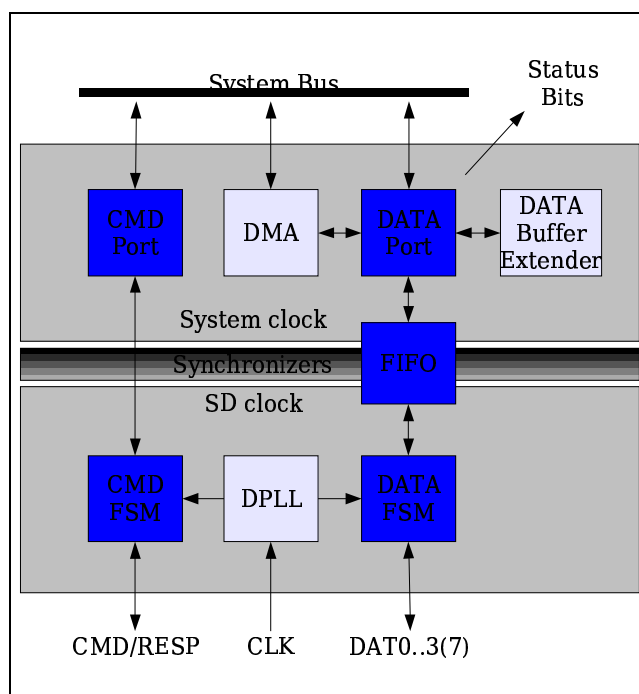 System Bus
Status
Bits
CMD
Port
DMA
DATA
Port
DATA
Buffer
Extender
System clock
Synchronizers
FIFO
SD clock
CMD
FSM
DPLL
DATA
FSM
CMD/RESP
CLK
DAT0..3(7)